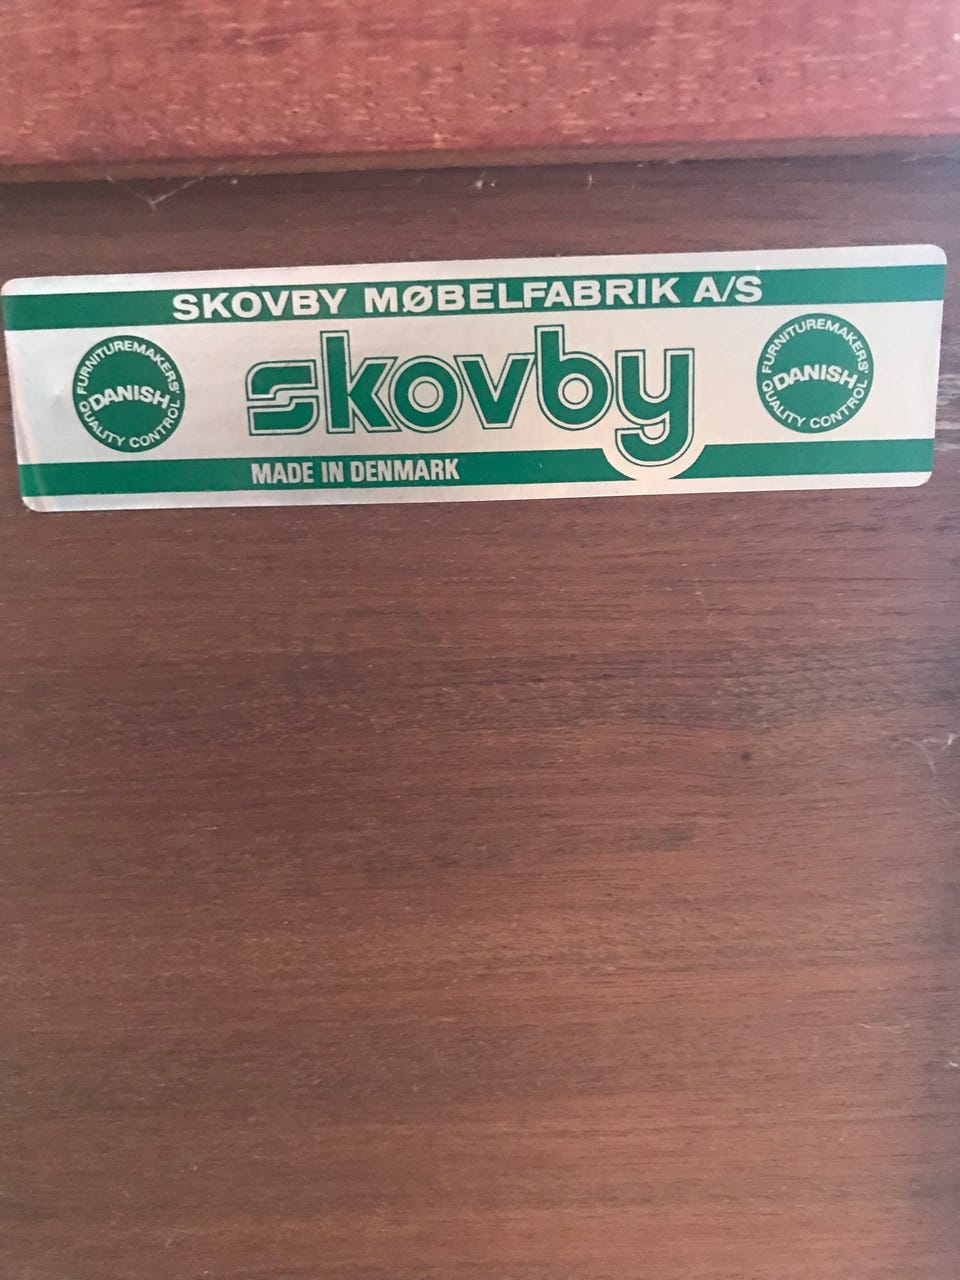 SKOVBY MØBELFABRIK A/S
FURNITUREMAKERS'
DANISH
QUALITY CONTROL
skovby
FURNITUREMAKERS'
DANISH
QUALITY CONTROL
MADE IN DENMARK